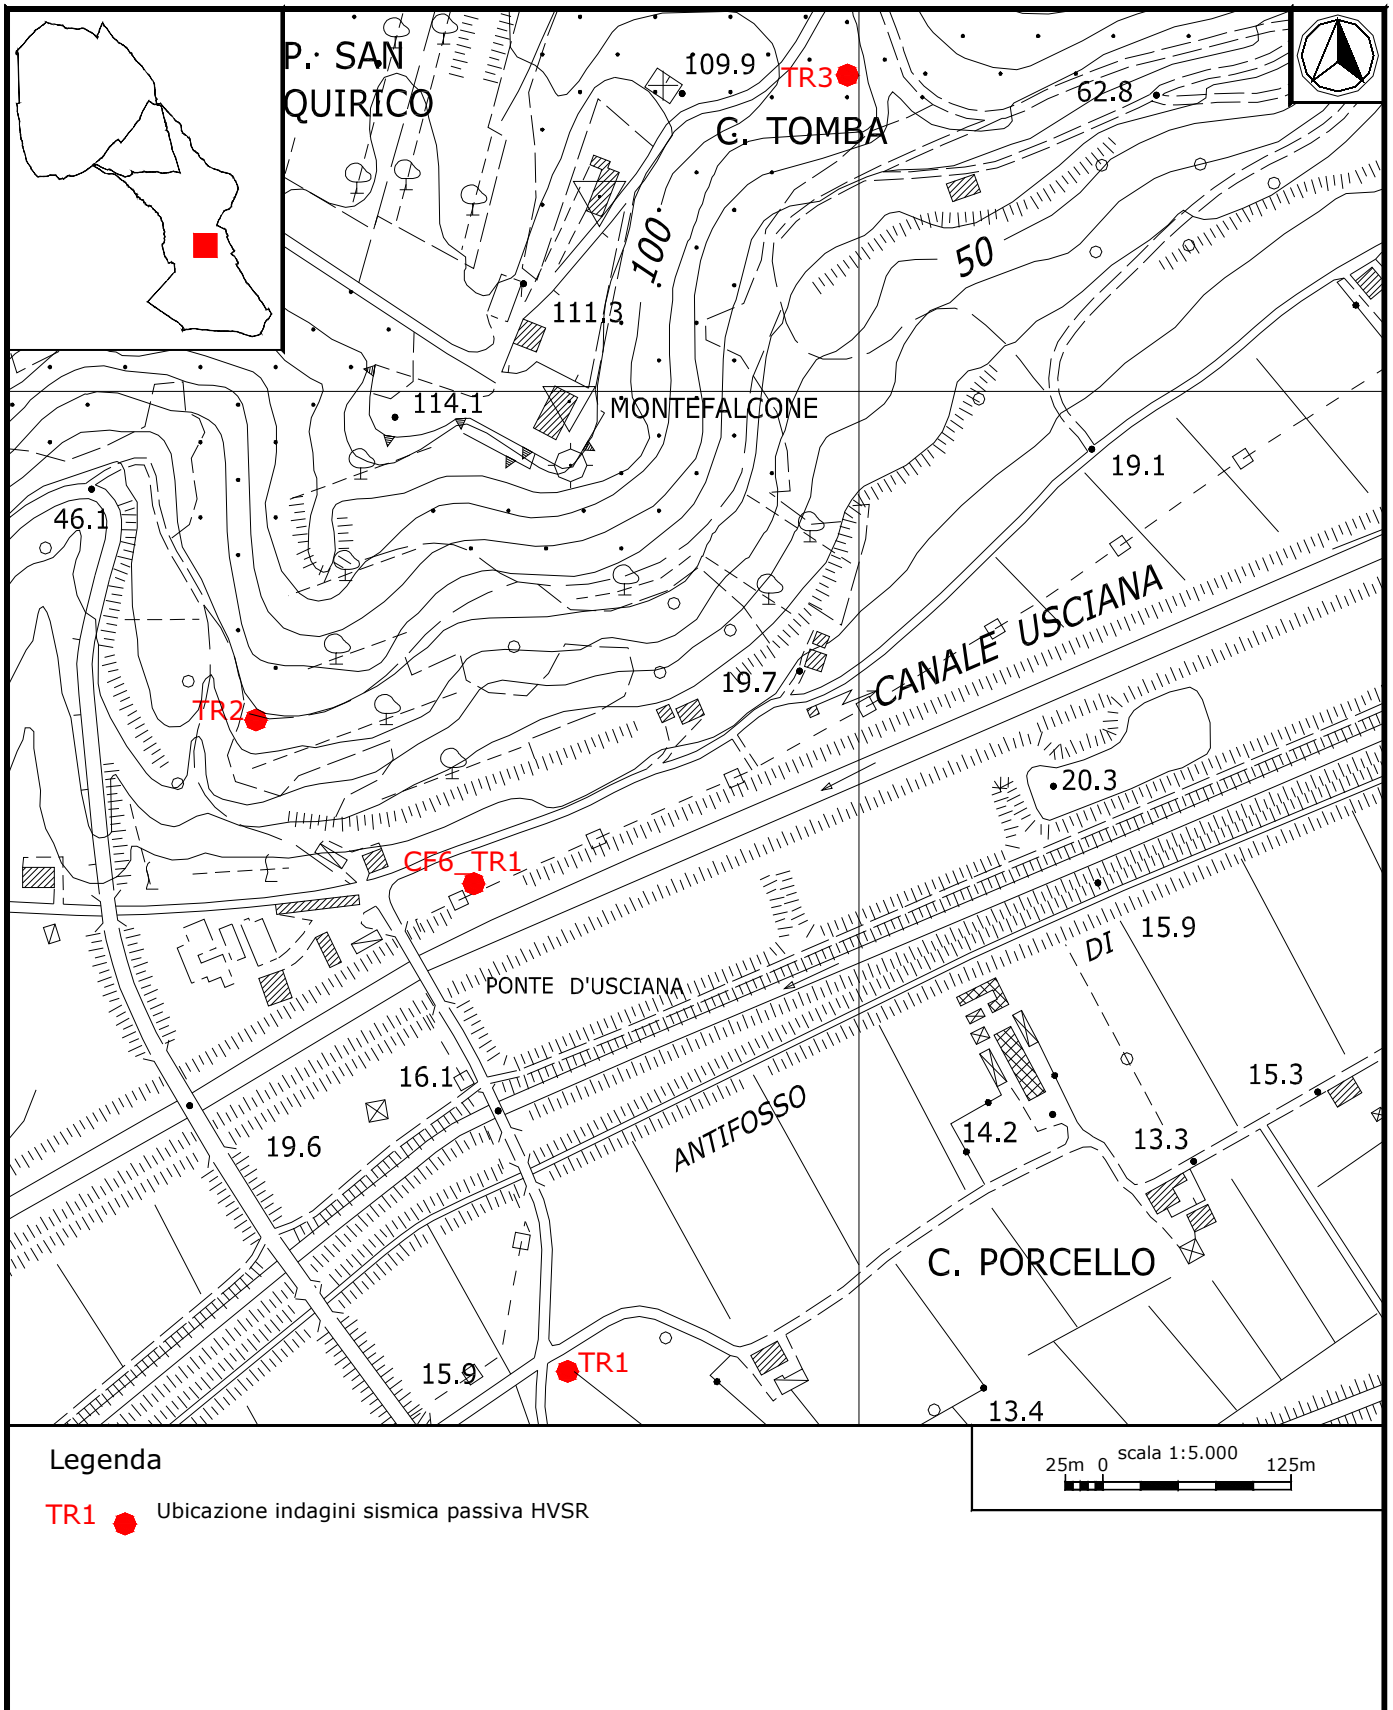 P. SAN
QUIRICO
109.9
TR3
62.8
C. TOMBA
100
50
111.3
114.1
MONTEFALCONE
19.1
46.1
CANALE USCIANA
19.7
TR2
20.3
CF6_TR1
15.9
DI
PONTE D'USCIANA
16.1
15.3
ANTIFOSSO
14.2
13.3
19.6
C. PORCELLO
15.9
TR1
13.4
Legenda
scala 1:5.000
25m 0 125m
TR1 Ubicazione indagini sismica passiva HVSR